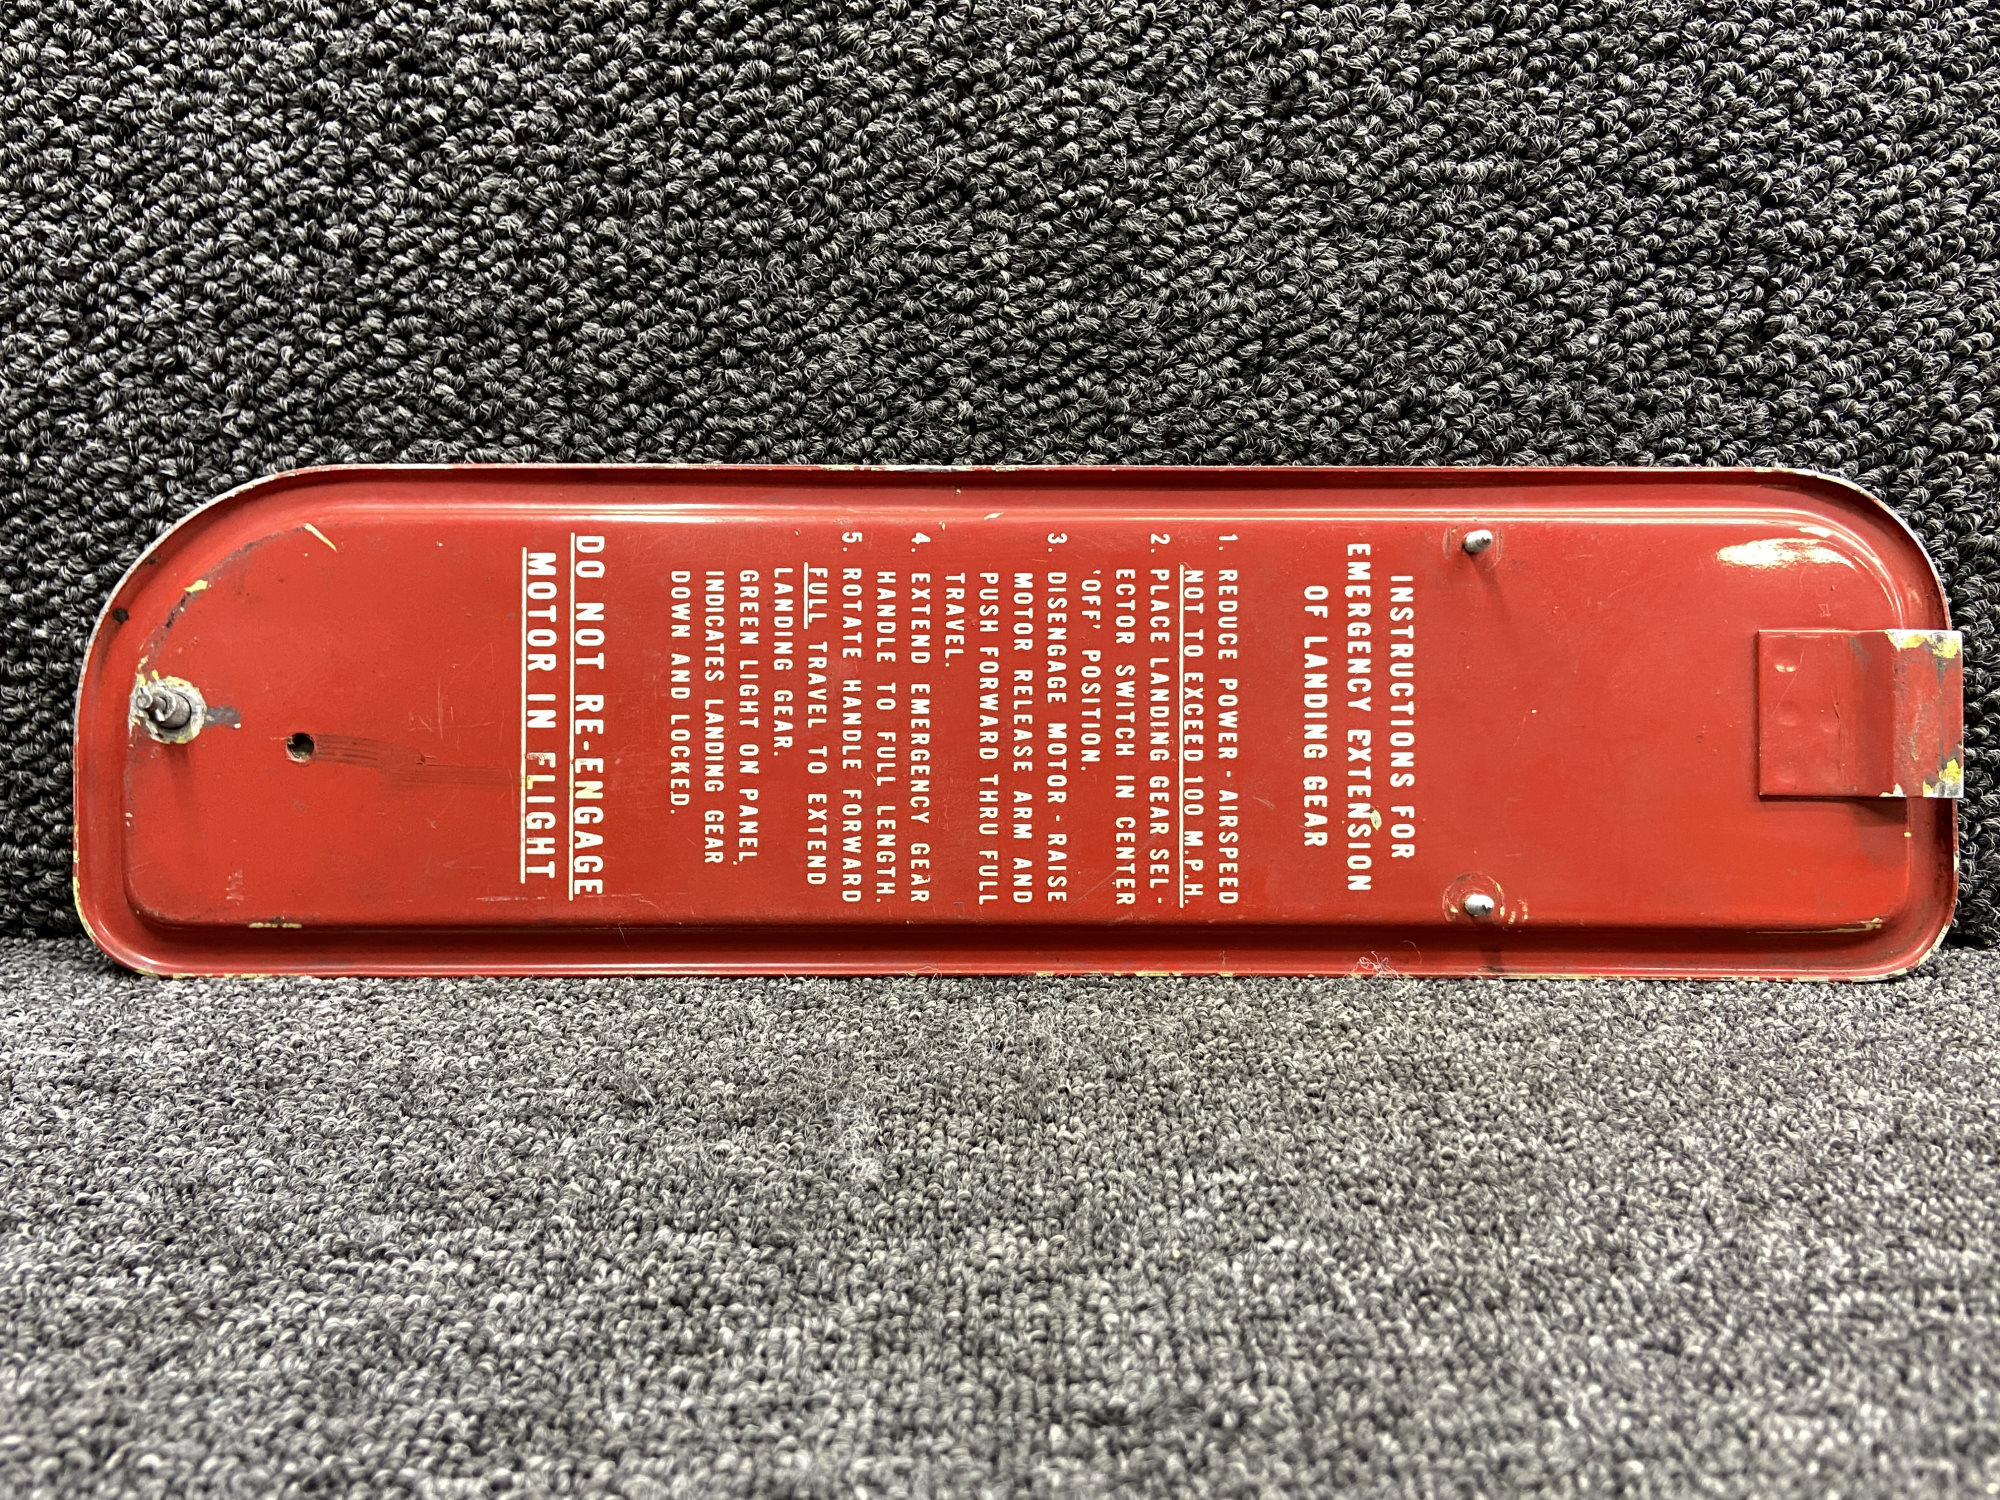 INSTRUCTIONS FOR
EMERGENCY EXTENSION
OF LANDING GEAR
1. REDUCE POWER - AIRSPEED
NOT TO EXCEED 100 M.P.H.
2. PLACE LANDING GEAR SEL-
ECTOR SWITCH IN CENTER
'OFF' POSITION.
3. DISENGAGE MOTOR - RAISE
MOTOR RELEASE ARM AND
PUSH FORWARD THRU FULL
TRAVEL.
4. EXTEND EMERGENCY GEAR
HANDLE TO FULL LENGTH.
5. ROTATE HANDLE FORWARD
FULL TRAVEL TO EXTEND
LANDING GEAR.
GREEN LIGHT ON PANEL,
INDICATES LANDING GEAR
DOWN AND LOCKED.
DO NOT RE-ENGAGE
MOTOR IN FLIGHT